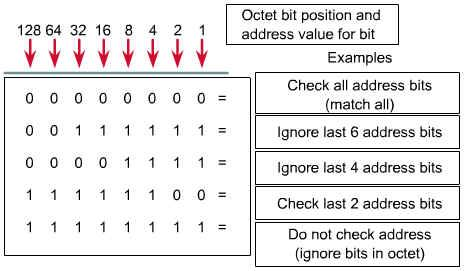 Octet bit position and
address value for bit
128 64 32 16 8 4 2 1
Examples
0 0 0 0 0 0 0 0 =
Check all address bits
(match all)
0 0 1 1 1 1 1 1 =
Ignore last 6 address bits
0 0 0 0 1 1 1 1 =
Ignore last 4 address bits
1 1 1 1 1 1 0 0 =
Check last 2 address bits
1 1 1 1 1 1 1 1 =
Do not check address
(ignore bits in octet)